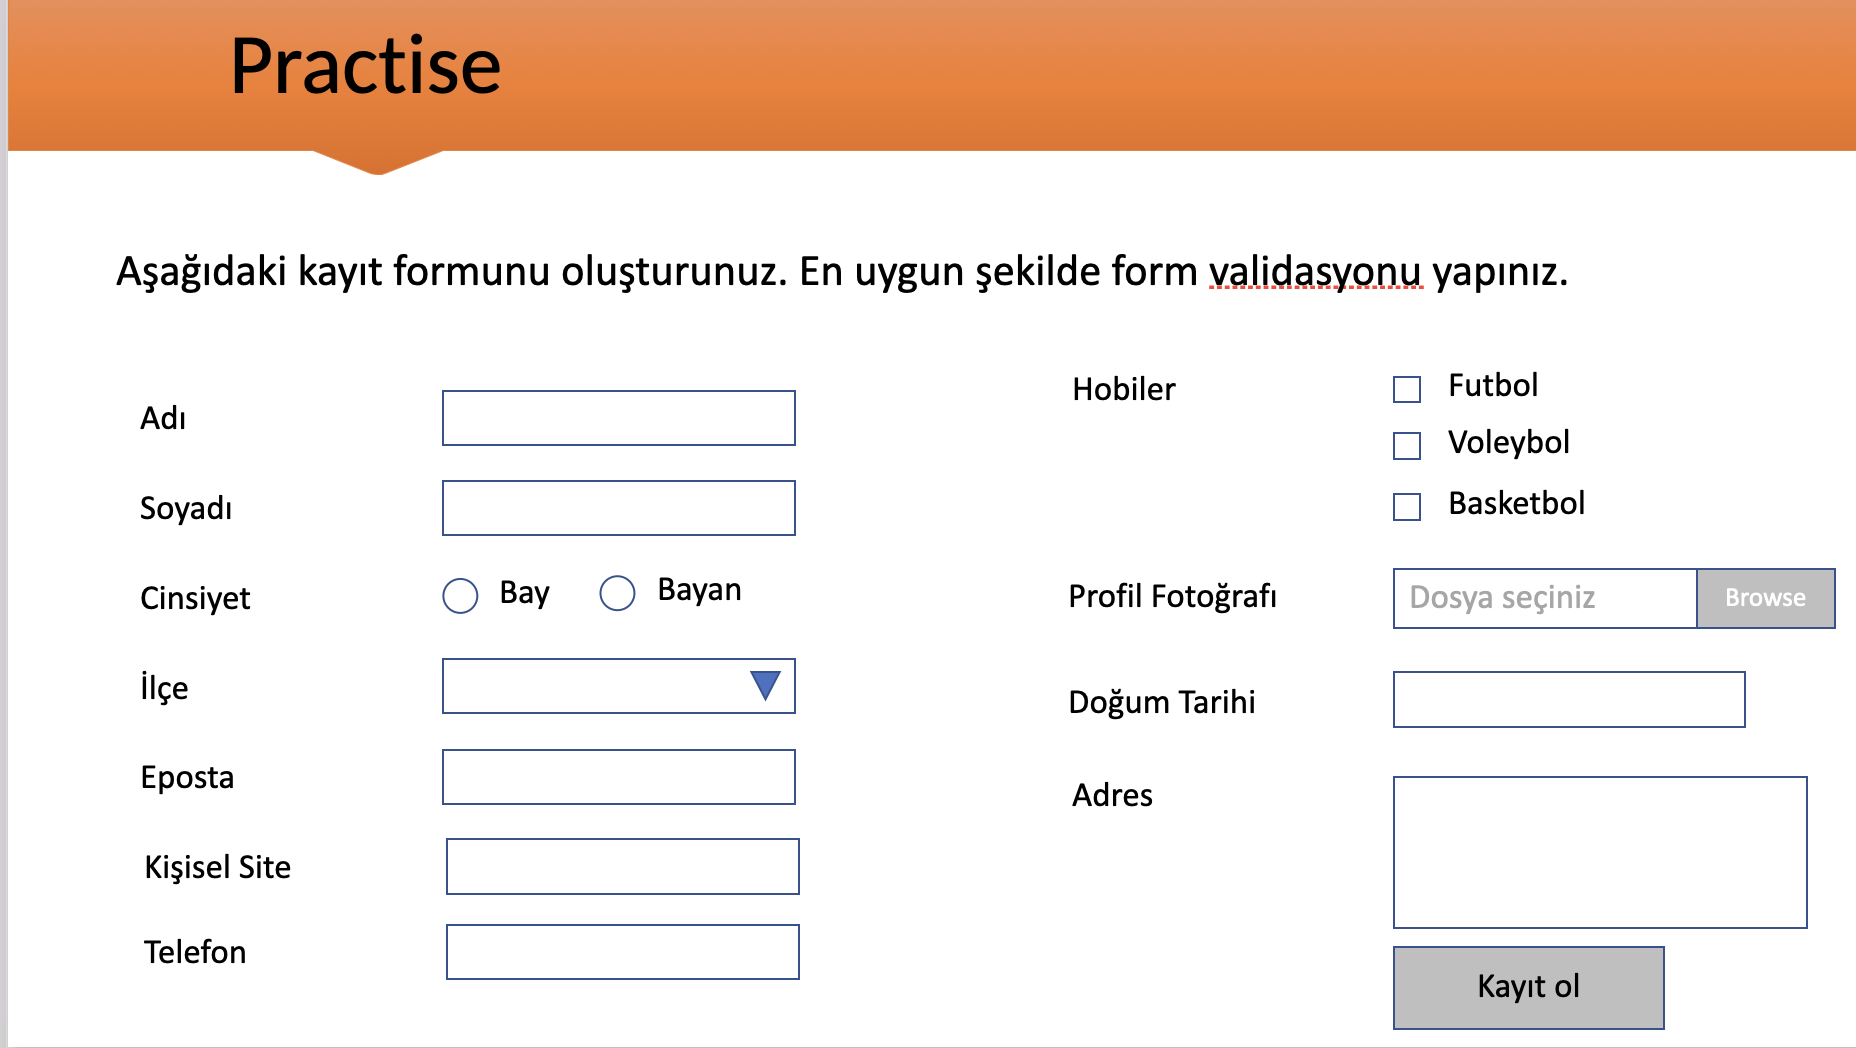 Practise
Aşağıdaki kayıt formunu oluşturunuz. En uygun şekilde form validasyonu yapınız.
Adı
Soyadı
Cinsiyet
Bay
Bayan
İlçe
Eposta
Kişisel Site
Telefon
Hobiler
Futbol
Voleybol
Basketbol
Profil Fotoğrafı
Dosya seçiniz
Browse
Doğum Tarihi
Adres
Kayıt ol